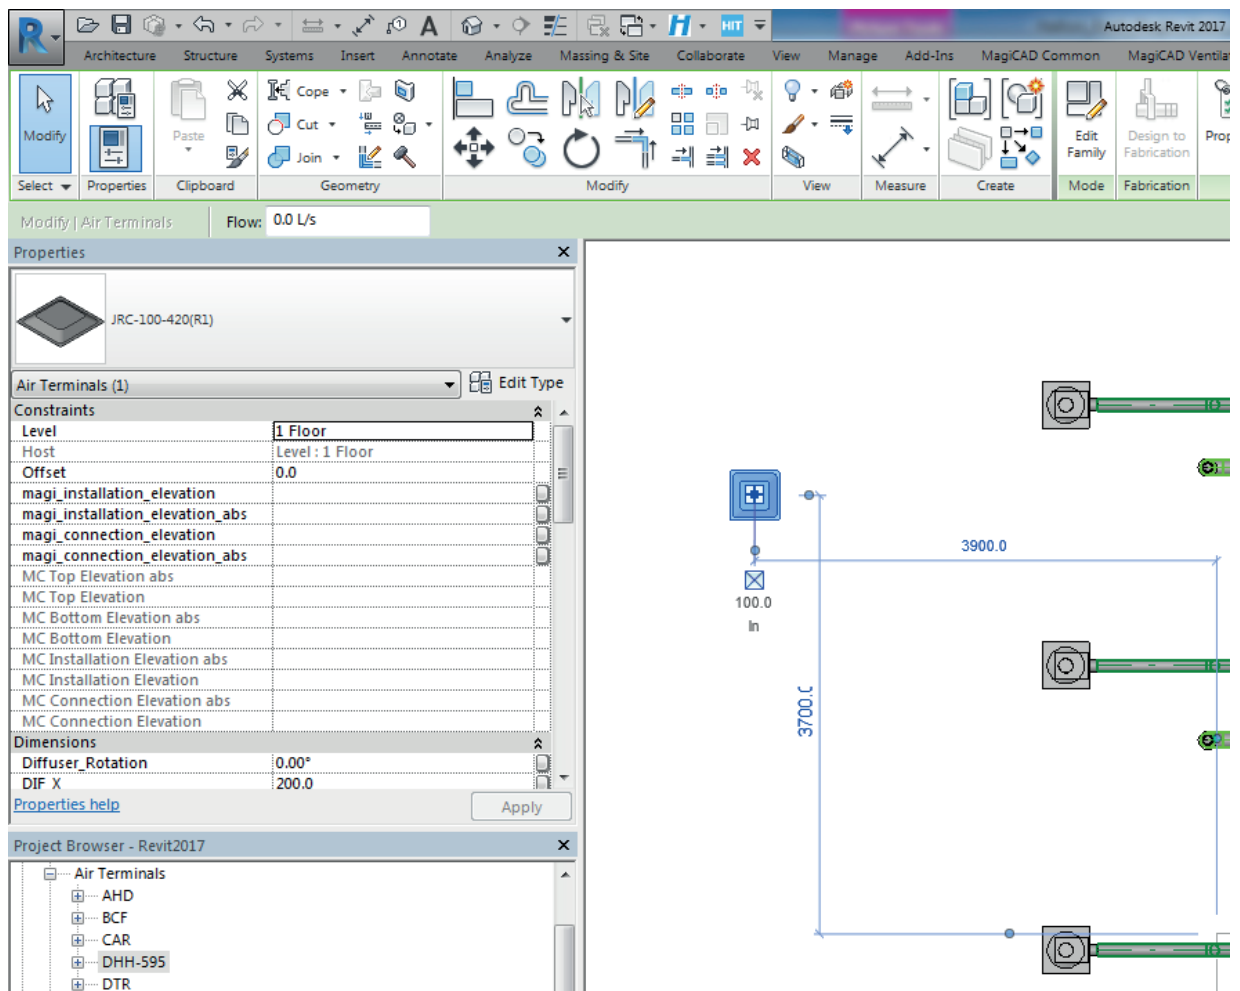 Autodesk Revit 2017
Architecture Structure Systems Insert Annotate Analyze Massing & Site Collaborate View Manage Add-Ins MagiCAD Common MagiCAD
Modify Paste Cope Cut Join Edit Family Design to Fabrication
Select Properties Clipboard Geometry Modify View Measure Create Mode Fabrication
Modify | Air Terminals Flow: 0.0 L/s
Properties
JRC-100-420(R1)
Air Terminals (1) Edit Type
Constraints
Level 1 Floor
Host Level : 1 Floor
Offset 0.0
magi_installation_elevation
magi_installation_elevation_abs
magi_connection_elevation
magi_connection_elevation_abs
MC Top Elevation abs
MC Top Elevation
MC Bottom Elevation abs
MC Bottom Elevation
MC Installation Elevation abs
MC Installation Elevation
MC Connection Elevation abs
MC Connection Elevation
Dimensions
Diffuser_Rotation 0.00°
DIF_X 200.0
Properties help Apply
Project Browser - Revit2017
Air Terminals
AHD
BCF
CAR
DHH-595
DTR
3900.0
100.0
In
3700.0